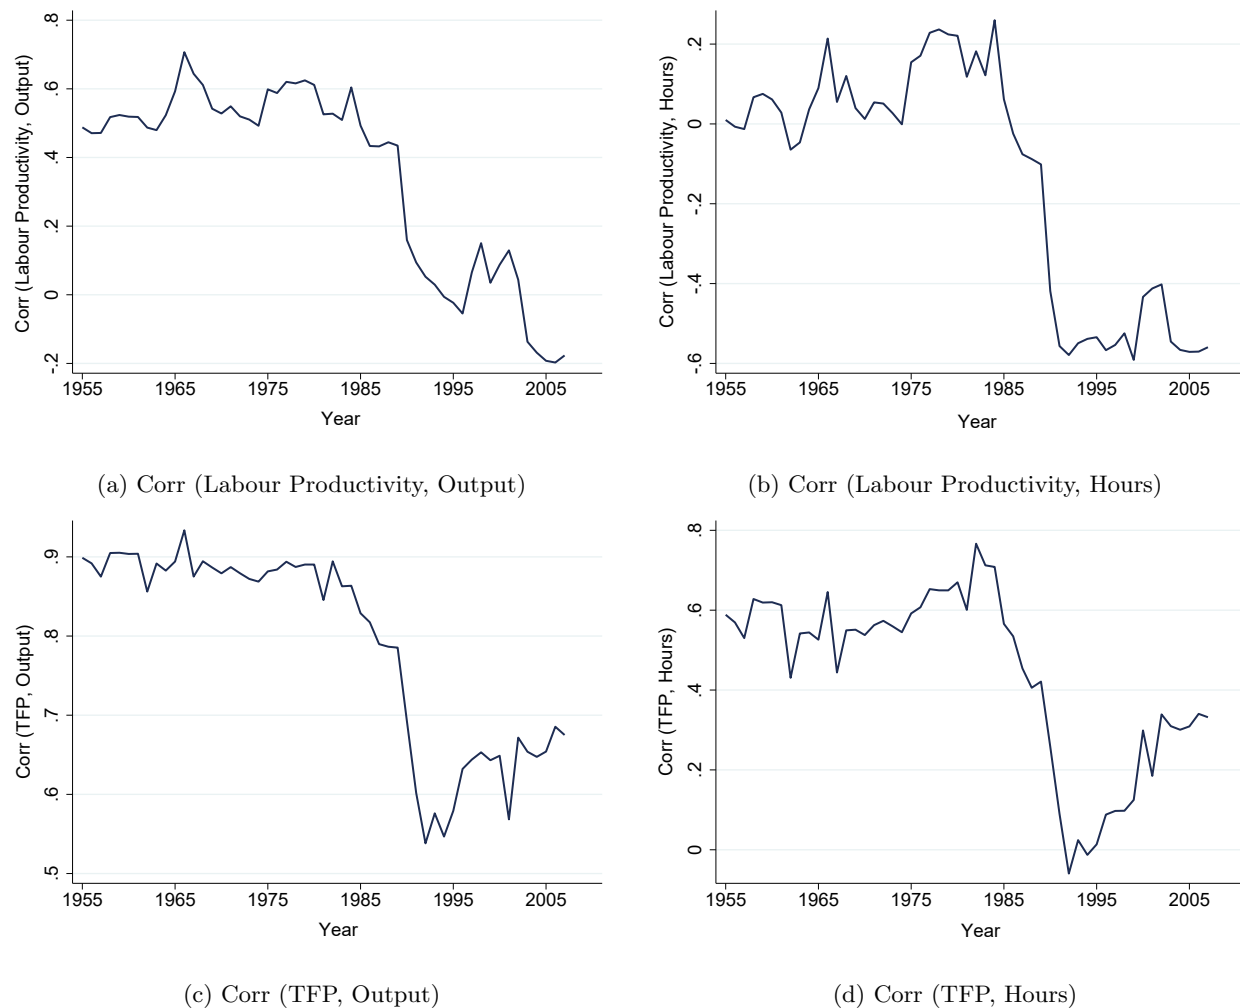 Corr (Labour Productivity, Output)
.8
.6
.4
.2
0
-.2
1955 1965 1975 1985 1995 2005
Year
(a) Corr (Labour Productivity, Output)
Corr (Labour Productivity, Hours)
.2
0
-.2
-.4
-.6
1955 1965 1975 1985 1995 2005
Year
(b) Corr (Labour Productivity, Hours)
Corr (TFP, Output)
.9
.8
.7
.6
.5
1955 1965 1975 1985 1995 2005
Year
(c) Corr (TFP, Output)
Corr (TFP, Hours)
.8
.6
.4
.2
0
1955 1965 1975 1985 1995 2005
Year
(d) Corr (TFP, Hours)